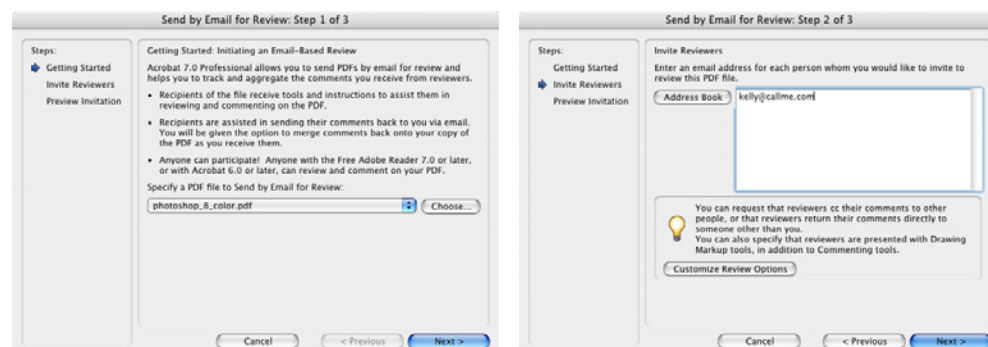 Send by Email for Review: Step 1 of 3
Steps:
Getting Started
Invite Reviewers
Preview Invitation
Getting Started: Initiating an Email-Based Review
Acrobat 7.0 Professional allows you to send PDFs by email for review and
helps you to track and aggregate the comments you receive from reviewers.
• Recipients of the file receive tools and instructions to assist them in
reviewing and commenting on the PDF.
• Recipients are assisted in sending their comments back to you via email.
You will be given the option to merge comments back onto your copy of
the PDF as you receive them.
• Anyone can participate! Anyone with the Free Adobe Reader 7.0 or later,
or with Acrobat 6.0 or later, can review and comment on your PDF.
Specify a PDF file to Send by Email for Review:
photoshop_8_color.pdf
Choose...
Cancel
< Previous
Next >
Send by Email for Review: Step 2 of 3
Steps:
Getting Started
Invite Reviewers
Preview Invitation
Invite Reviewers
Enter an email address for each person whom you would like to invite to
review this PDF file.
Address Book
kelly@callme.com
You can request that reviewers cc their comments to other
people, or that reviewers return their comments directly to
someone other than you.
You can also specify that reviewers are presented with Drawing
Markup tools, in addition to Commenting tools.
Customize Review Options
Cancel
< Previous
Next >